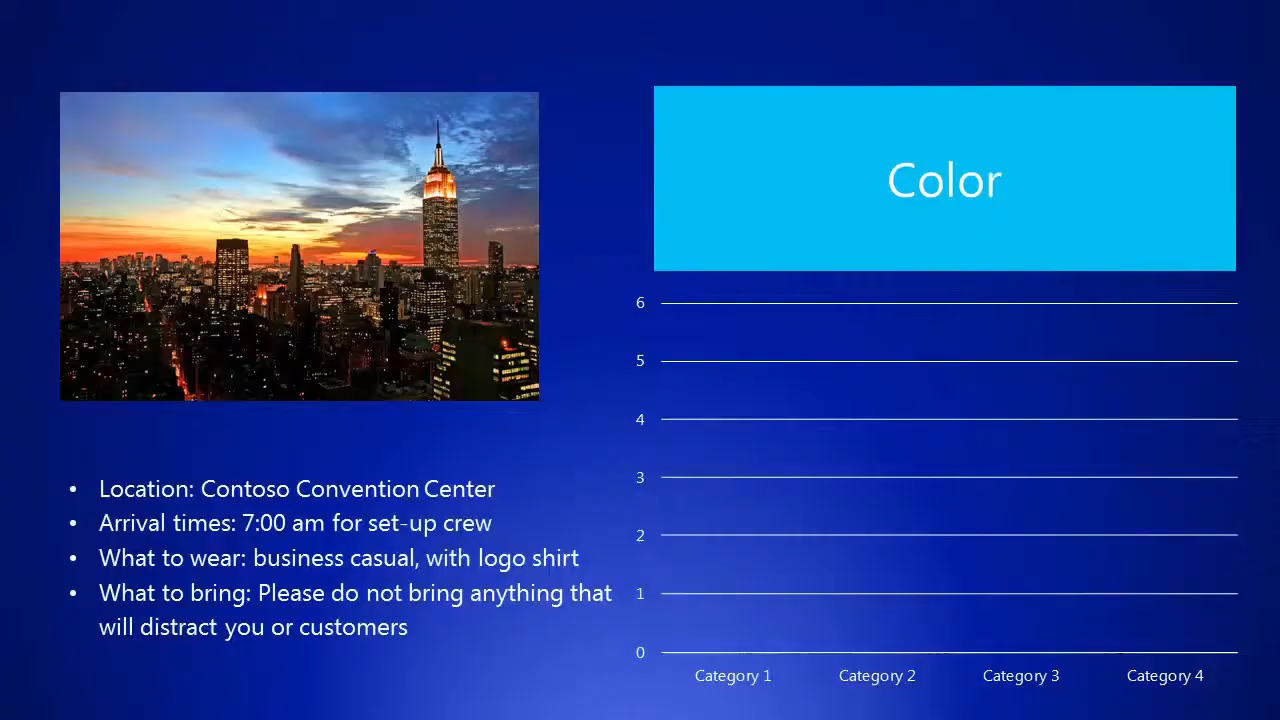 Color
• Location: Contoso Convention Center
• Arrival times: 7:00 am for set-up crew
• What to wear: business casual, with logo shirt
• What to bring: Please do not bring anything that
will distract you or customers
6
5
4
3
2
1
0
Category 1 Category 2 Category 3 Category 4